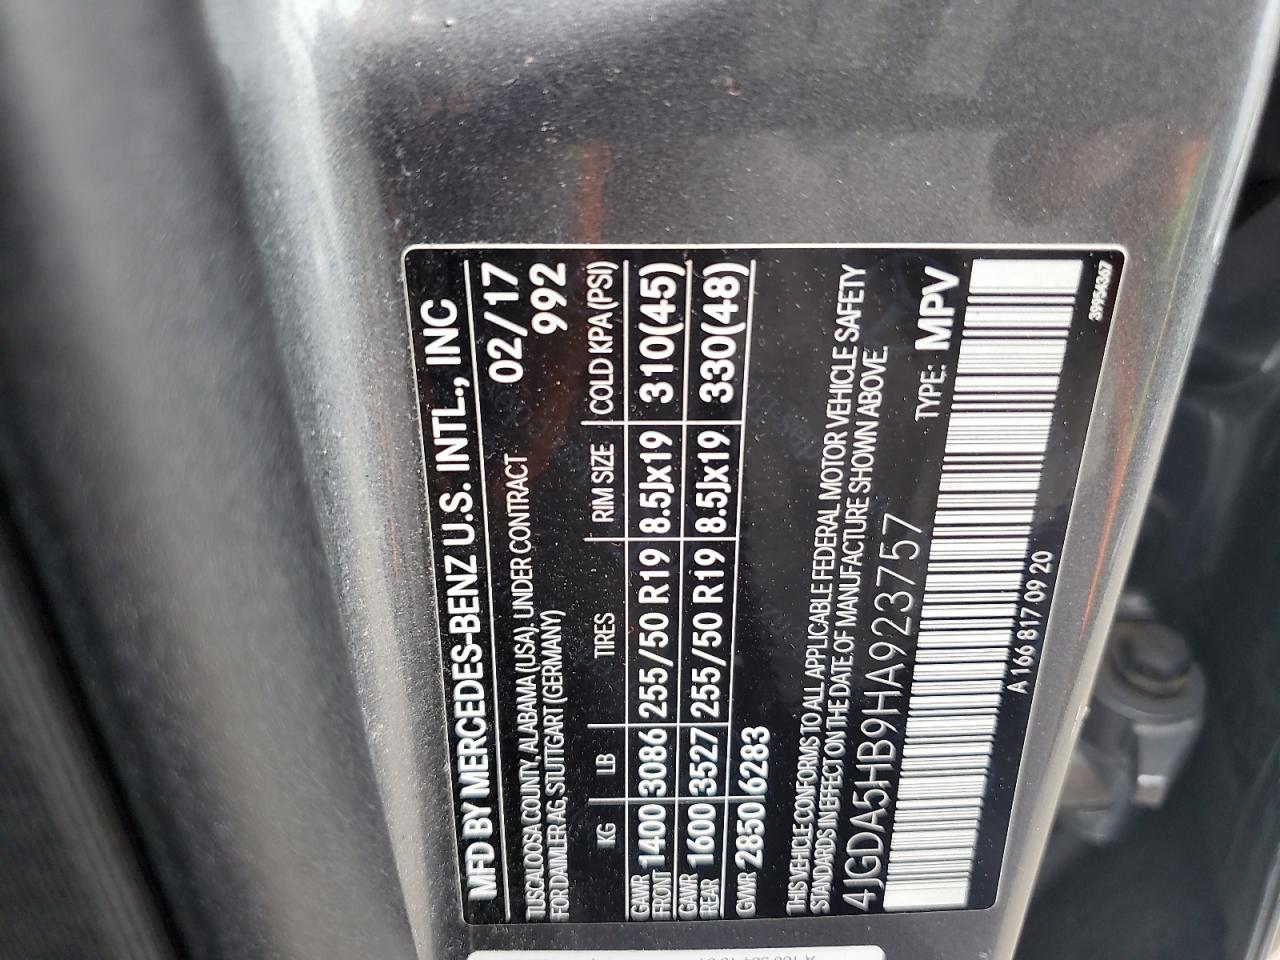 MFD BY MERCEDES-BENZ U.S. INTL., INC
TUSCALOOSA COUNTY, ALABAMA (USA), UNDER CONTRACT 02/17
FOR DAIMLER AG, STUTTGART (GERMANY) 992
KG LB TIRES RIM SIZE COLD KPA (PSI)
GAWR FRONT 1400 3086 255/50 R19 8.5Jx19 310(45)
GAWR REAR 1600 3527 255/50 R19 8.5Jx19 330(48)
GVWR 2850 6283
THIS VEHICLE CONFORMS TO ALL APPLICABLE FEDERAL MOTOR VEHICLE SAFETY
STANDARDS IN EFFECT ON THE DATE OF MANUFACTURE SHOWN ABOVE.
4JGDA5HB9HA923757 TYPE: MPV
A 166 817 09 20 39954367